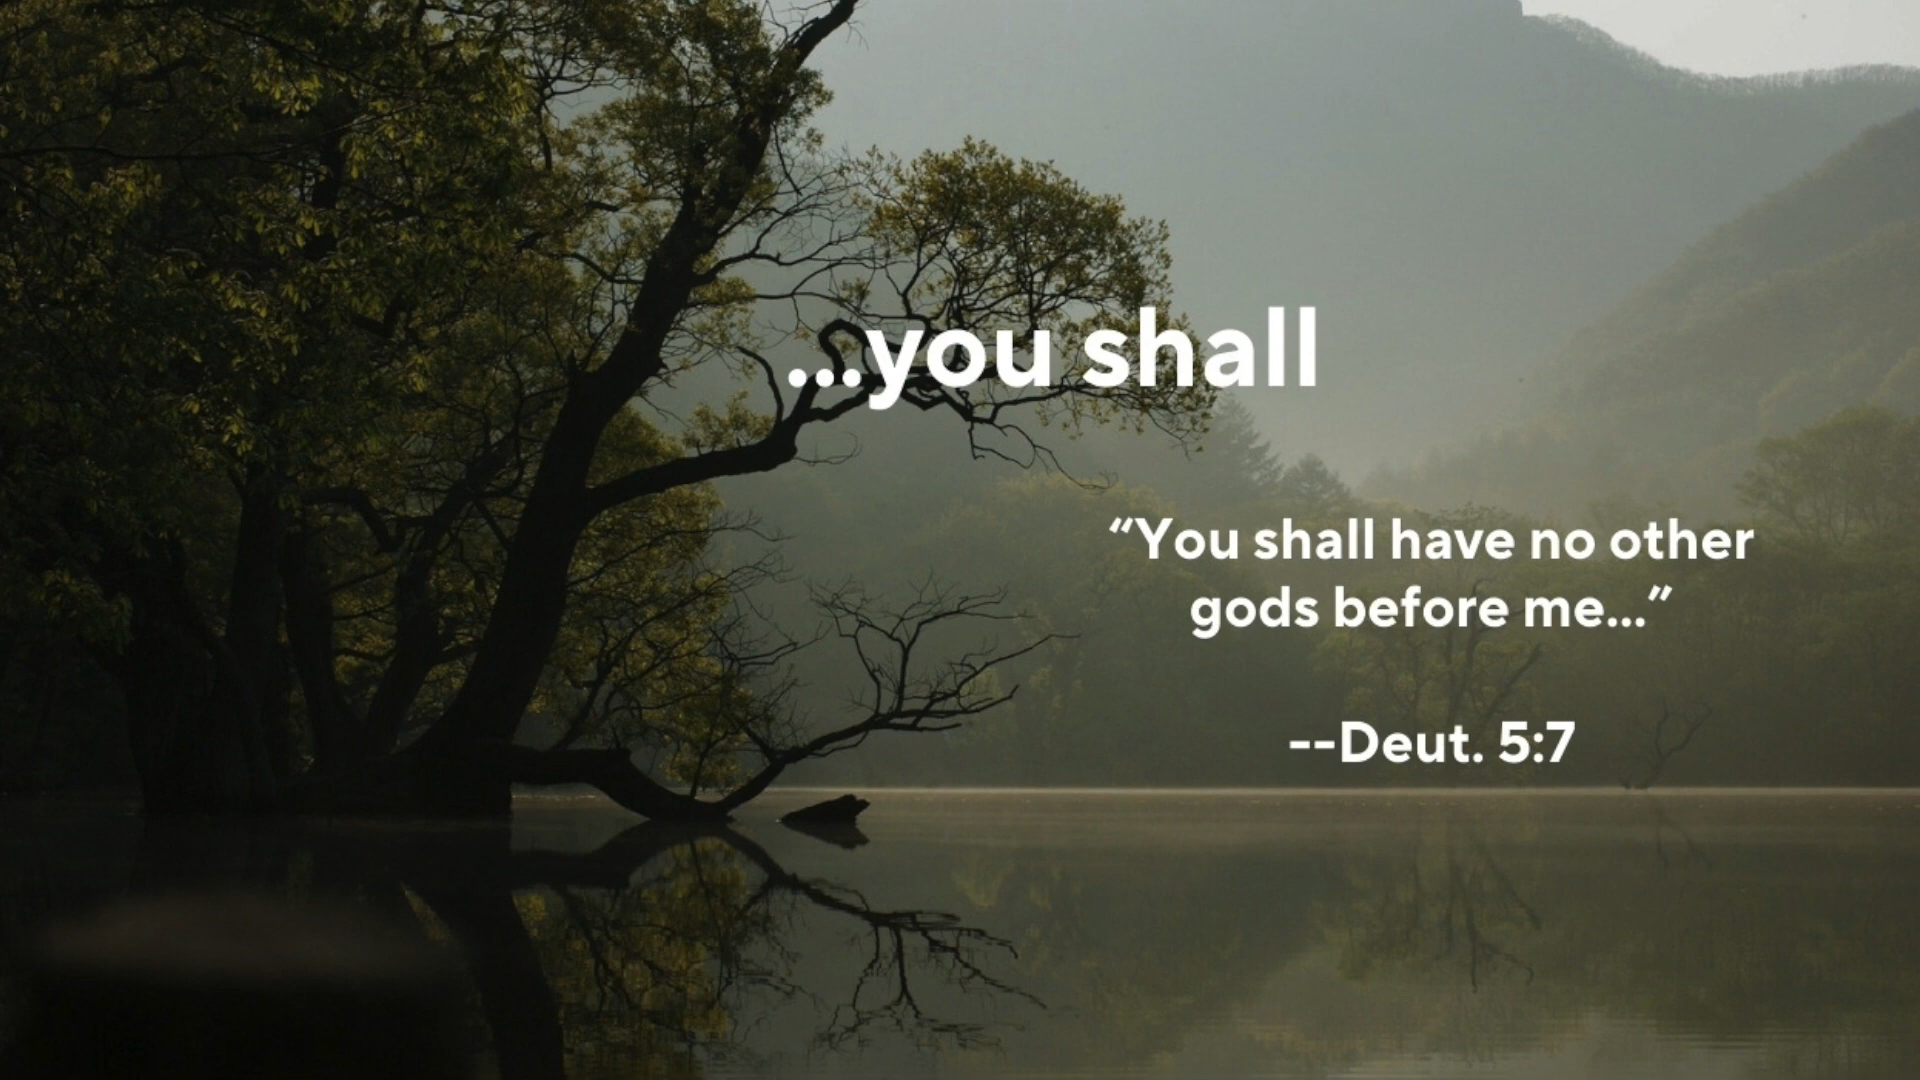 ...you shall
“You shall have no other
gods before me...”
--Deut. 5:7